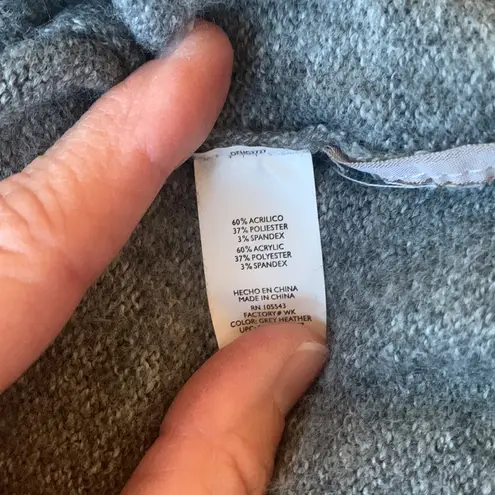 60% ACRILICO
37% POLIESTER
3% SPANDEX
60% ACRYLIC
37% POLYESTER
3% SPANDEX
HECHO EN CHINA
MADE IN CHINA
RN 105543
FACTORY# WK
COLOR: GREY HEATHER